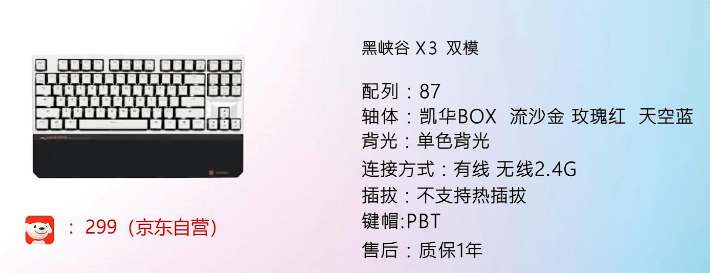 黑峡谷 X3 双模
配列：87
轴体：凯华BOX 流沙金 玫瑰红 天空蓝
背光：单色背光
连接方式：有线 无线2.4G
插拔：不支持热插拔
键帽:PBT
售后：质保1年
：299（京东自营）